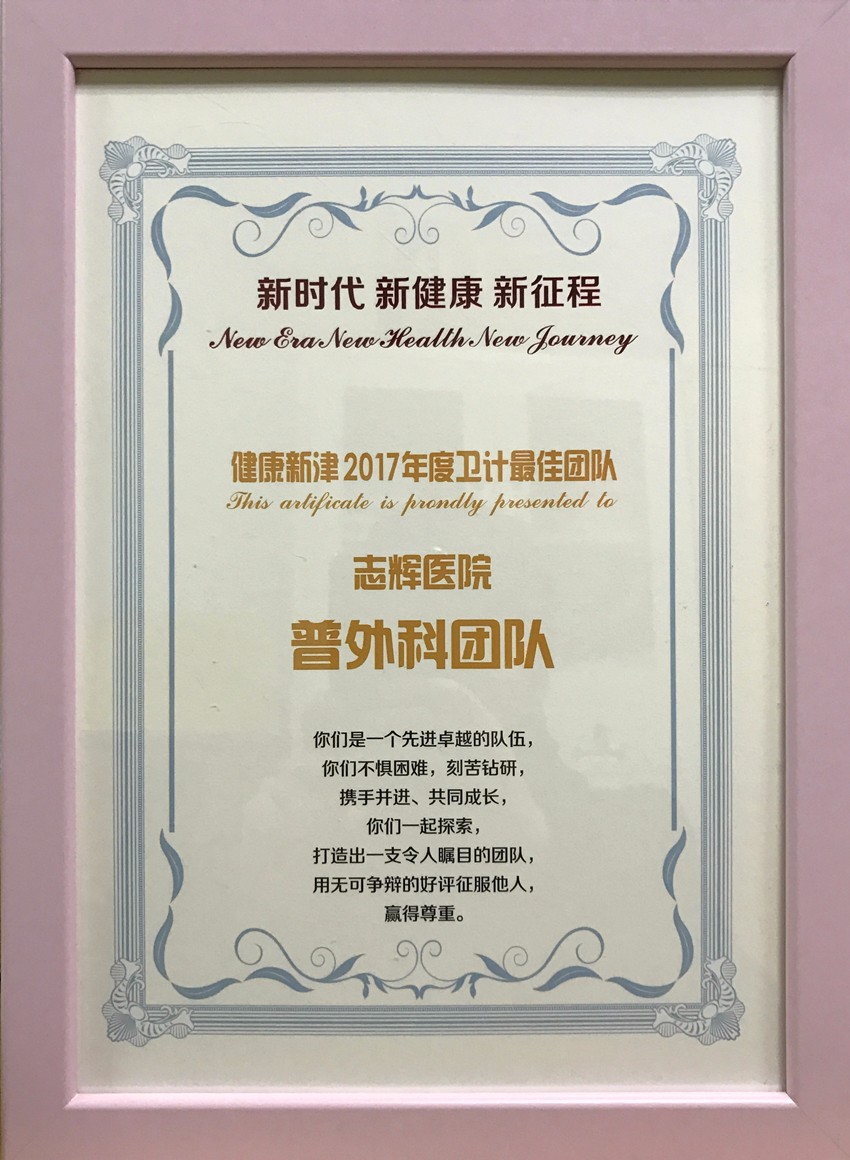 新时代 新健康 新征程
New Era New Health New Journey
健康新津2017年度卫计最佳团队
This artificate is prondly presented to
志辉医院
普外科团队
你们是一个先进卓越的队伍，
你们不惧困难，刻苦钻研，
携手并进、共同成长，
你们一起探索，
打造出一支令人瞩目的团队，
用无可争辩的好评征服他人，
赢得尊重。